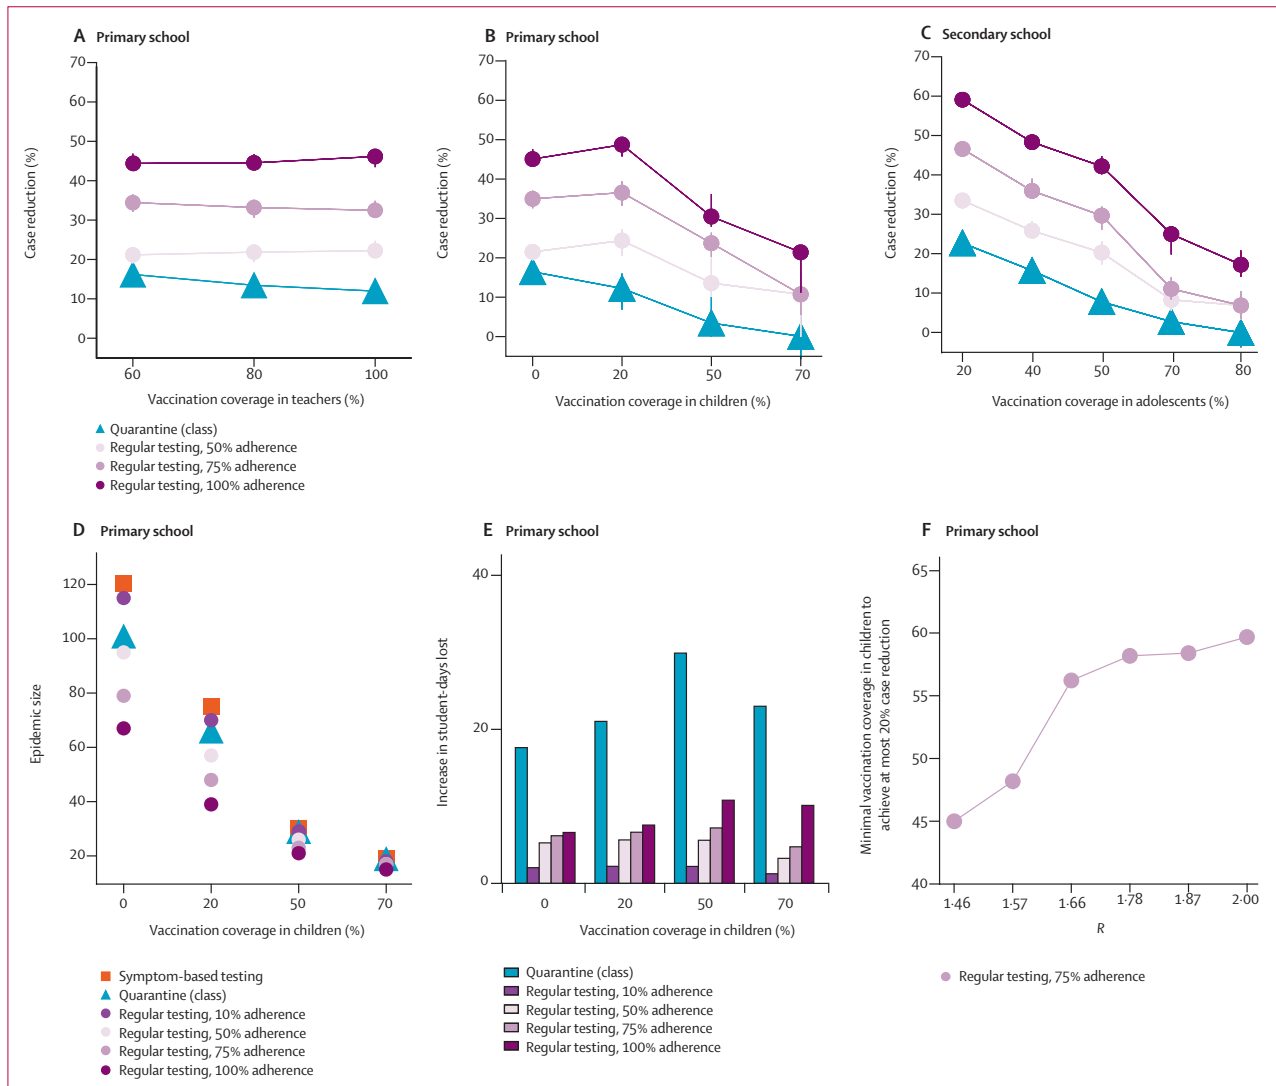 A Primary school
70
60
50
40
30
20
10
0
Case reduction (%)
60 80 100
Vaccination coverage in teachers (%)
Quarantine (class)
Regular testing, 50% adherence
Regular testing, 75% adherence
Regular testing, 100% adherence
B Primary school
70
60
50
40
30
20
10
0
Case reduction (%)
0 20 50 70
Vaccination coverage in children (%)
C Secondary school
70
60
50
40
30
20
10
0
Case reduction (%)
20 40 50 70 80
Vaccination coverage in adolescents (%)
D Primary school
120
100
80
60
40
20
Epidemic size
0 20 50 70
Vaccination coverage in children (%)
Symptom-based testing
Quarantine (class)
Regular testing, 10% adherence
Regular testing, 50% adherence
Regular testing, 75% adherence
Regular testing, 100% adherence
E Primary school
40
20
0
Increase in student-days lost
0 20 50 70
Vaccination coverage in children (%)
Quarantine (class)
Regular testing, 10% adherence
Regular testing, 50% adherence
Regular testing, 75% adherence
Regular testing, 100% adherence
F Primary school
65
60
55
50
45
40
Minimal vaccination coverage in children to
achieve at most 20% case reduction
1·46 1·57 1·66 1·78 1·87 2·00
R
Regular testing, 75% adherence